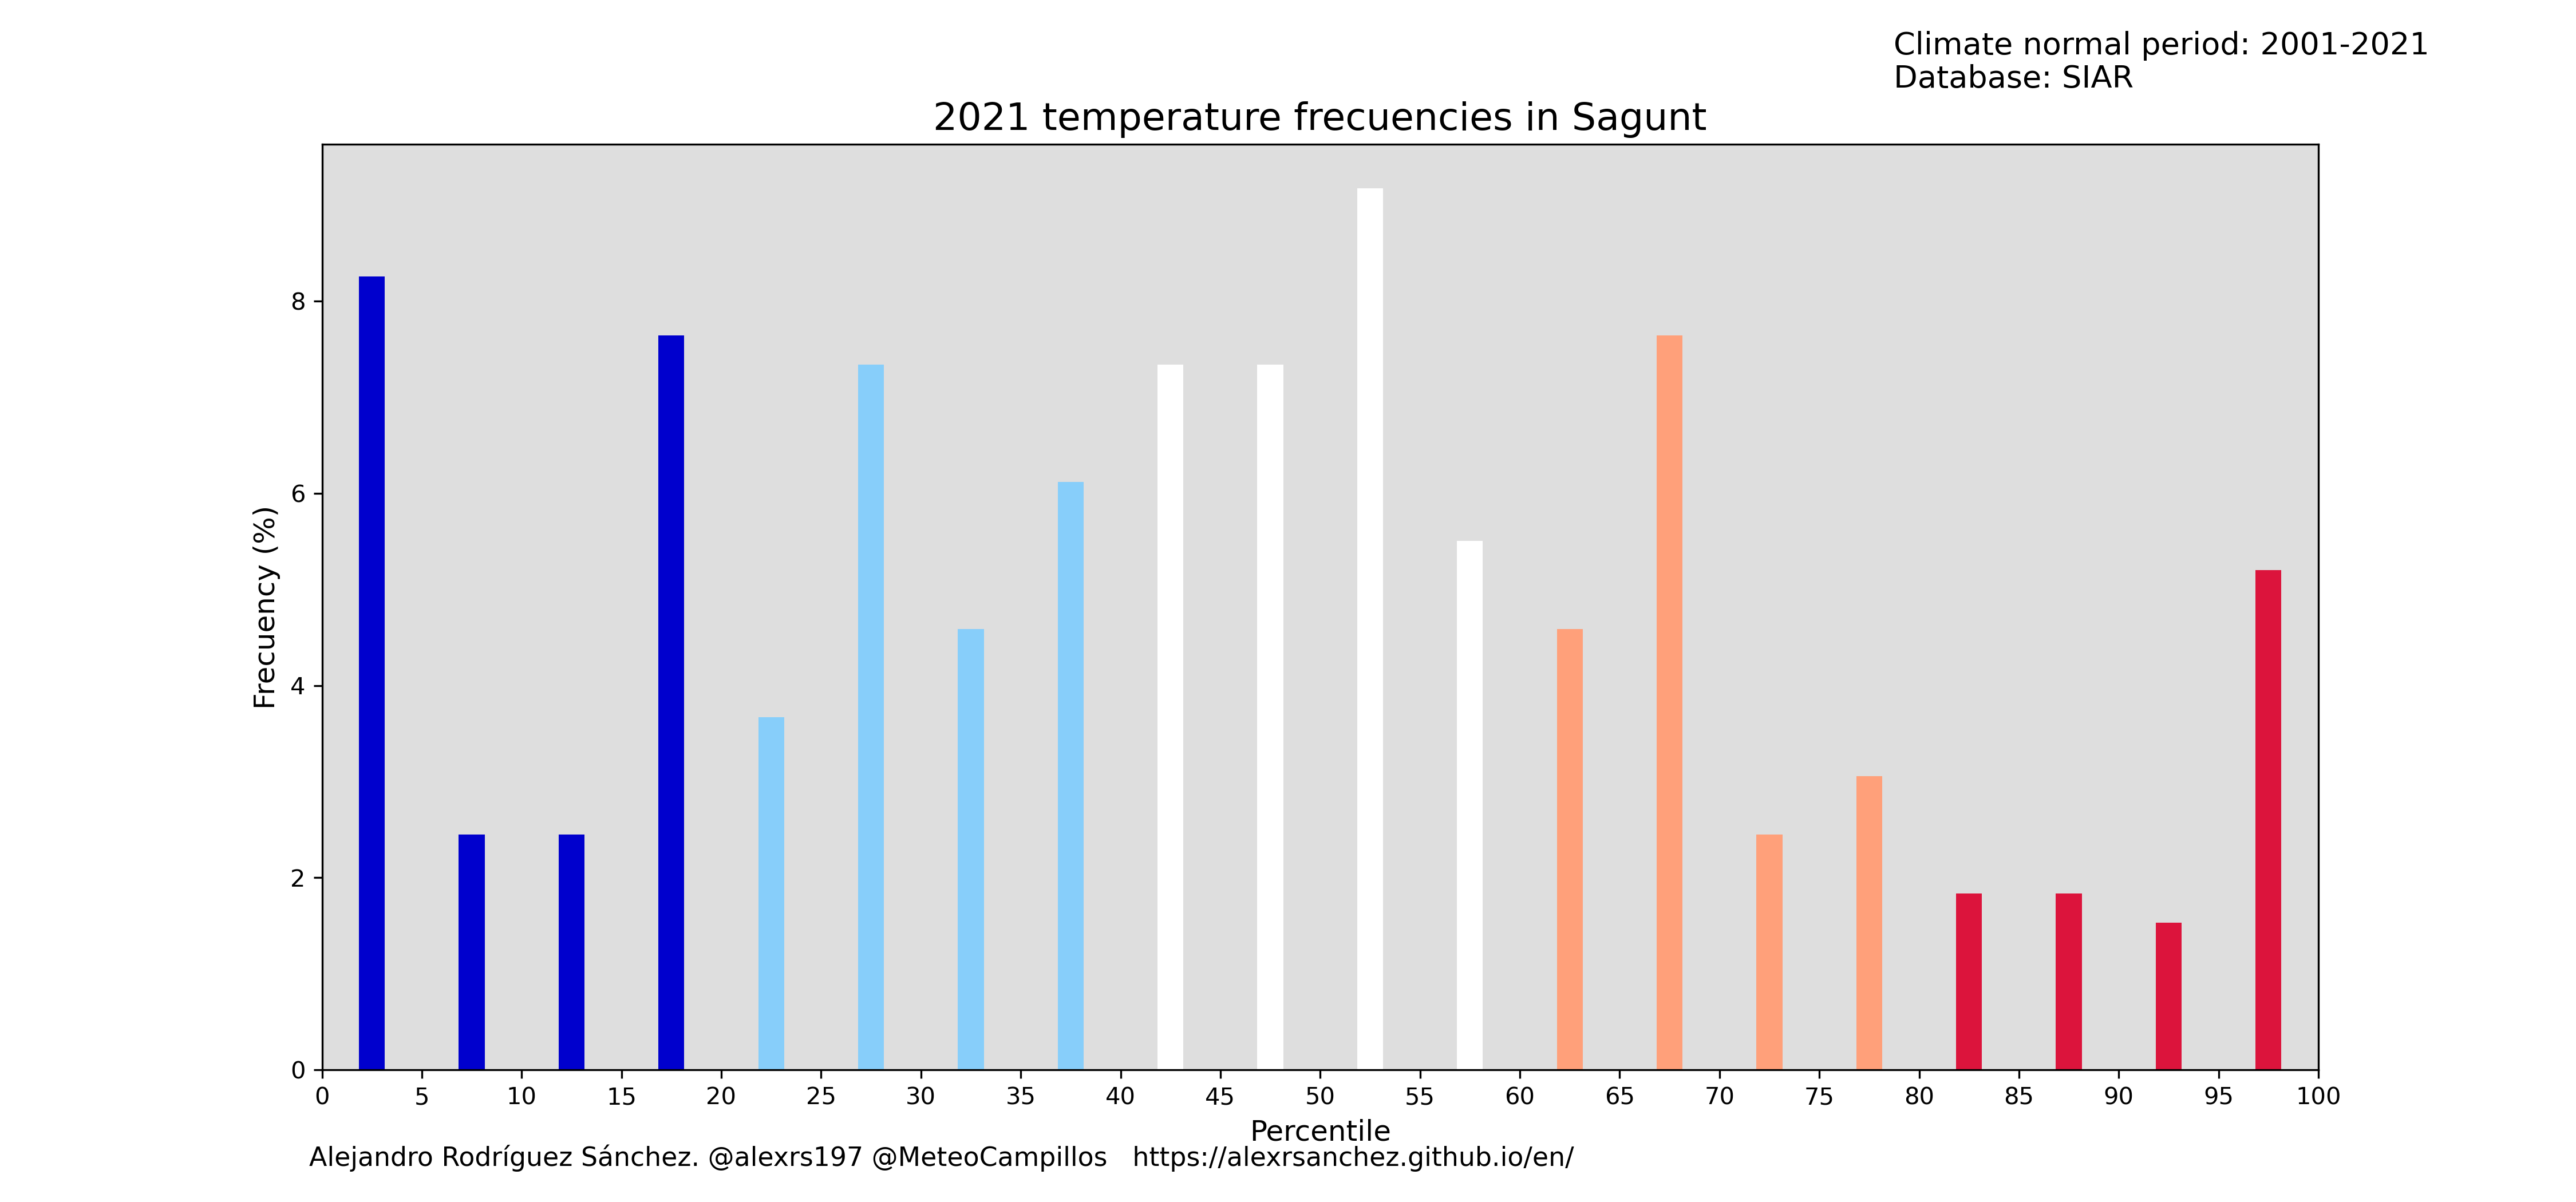 Climate normal period: 2001-2021
Database: SIAR
2021 temperature frecuencies in Sagunt
Frecuency (%)
8
6
4
2
0
0 5 10 15 20 25 30 35 40 45 50 55 60 65 70 75 80 85 90 95 100
Percentile
Alejandro Rodríguez Sánchez. @alexrs197 @MeteoCampillos https://alexrsanchez.github.io/en/